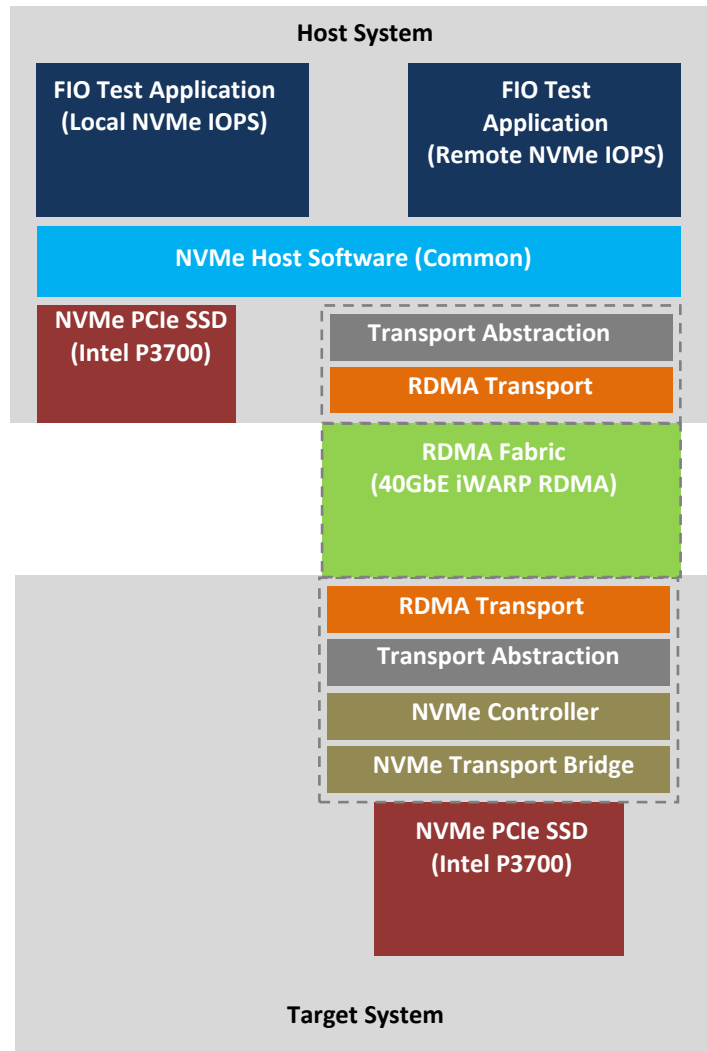 Host System
FIO Test Application
(Local NVMe IOPS)
FIO Test
Application
(Remote NVMe IOPS)
NVMe Host Software (Common)
NVMe PCIe SSD
(Intel P3700)
Transport Abstraction
RDMA Transport
RDMA Fabric
(40GbE iWARP RDMA)
RDMA Transport
Transport Abstraction
NVMe Controller
NVMe Transport Bridge
NVMe PCIe SSD
(Intel P3700)
Target System